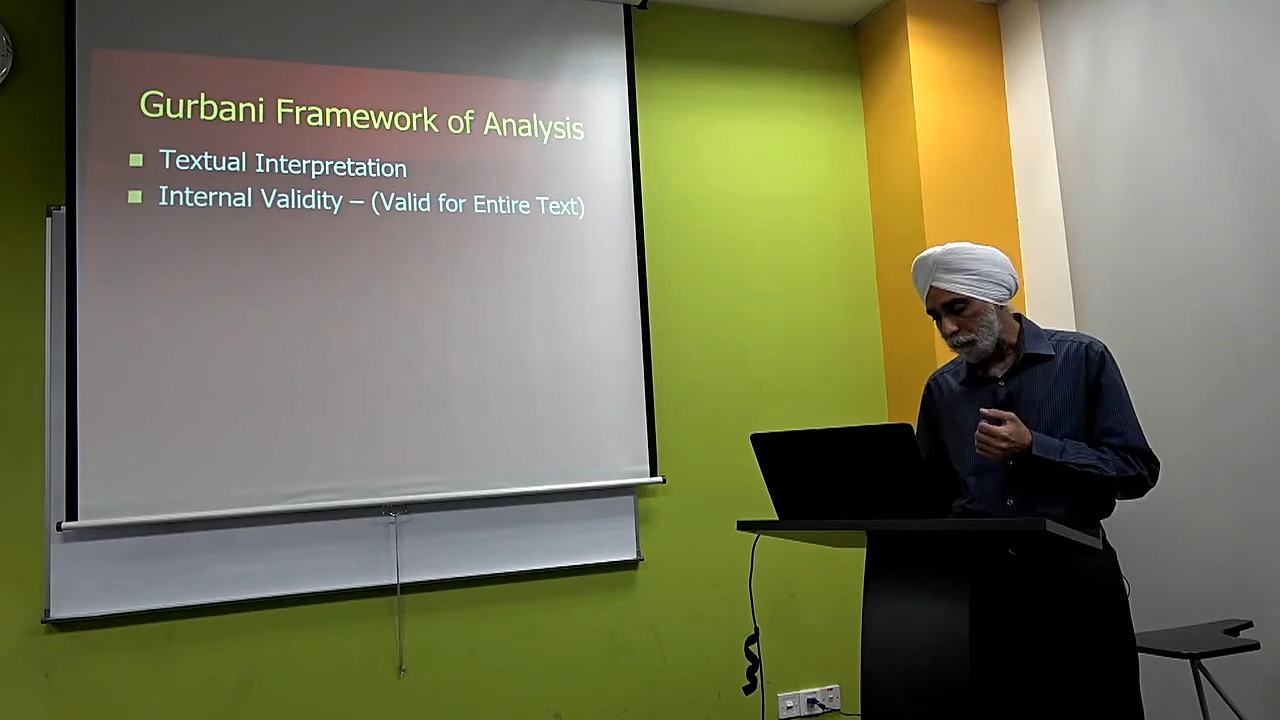 Gurbani Framework of Analysis
Textual Interpretation
Internal Validity – (Valid for Entire Text)